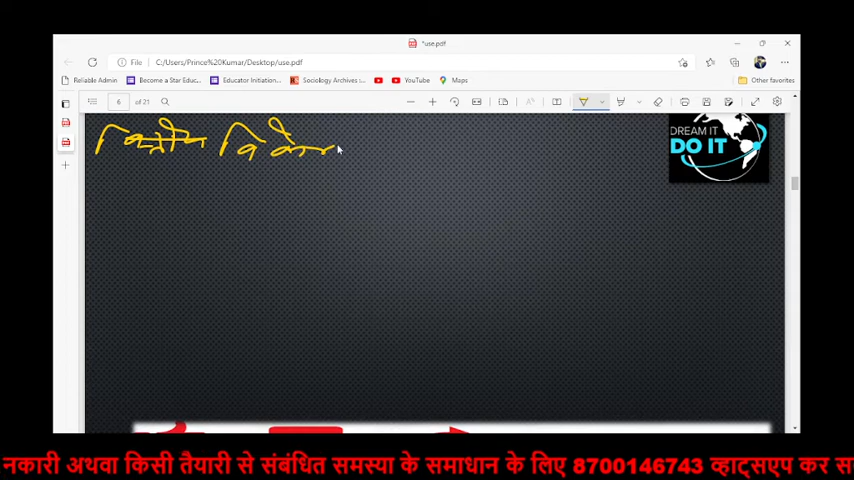 *use.pdf
File C:/Users/Prince%20Kumar/Desktop/use.pdf
Reliable Admin Become a Star Educ... Educator Initiation... Sociology Archives :... YouTube Maps Other favorites
6 of 21
DREAM IT
DO IT
नकारी अथवा किसी तैयारी से संबंधित समस्या के समाधान के लिए 8700146743 व्हाट्सएप कर स